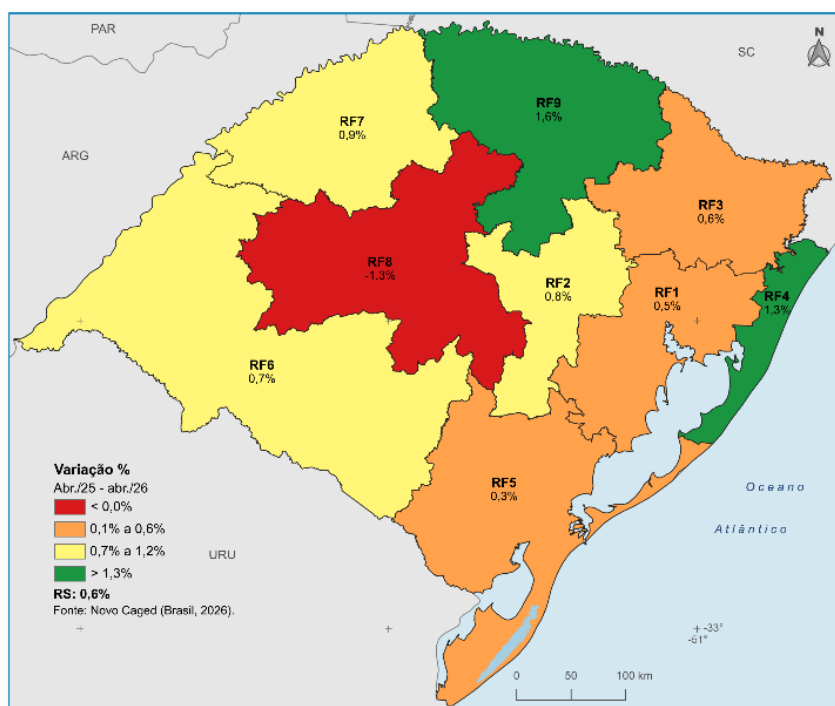 PAR
SC
N
RF9
1,6%
RF7
0,9%
ARG
RF3
0,6%
RF8
-1,3%
RF2
0,8%
RF1
0,5%
RF4
1,3%
RF6
0,7%
RF5
0,3%
Variação %
Abr./25 - abr./26
< 0,0%
0,1% a 0,6%
0,7% a 1,2%
> 1,3%
RS: 0,6%
Fonte: Novo Caged (Brasil, 2026).
URU
Oceano
Atlântico
-33°
-51°
0 50 100 km